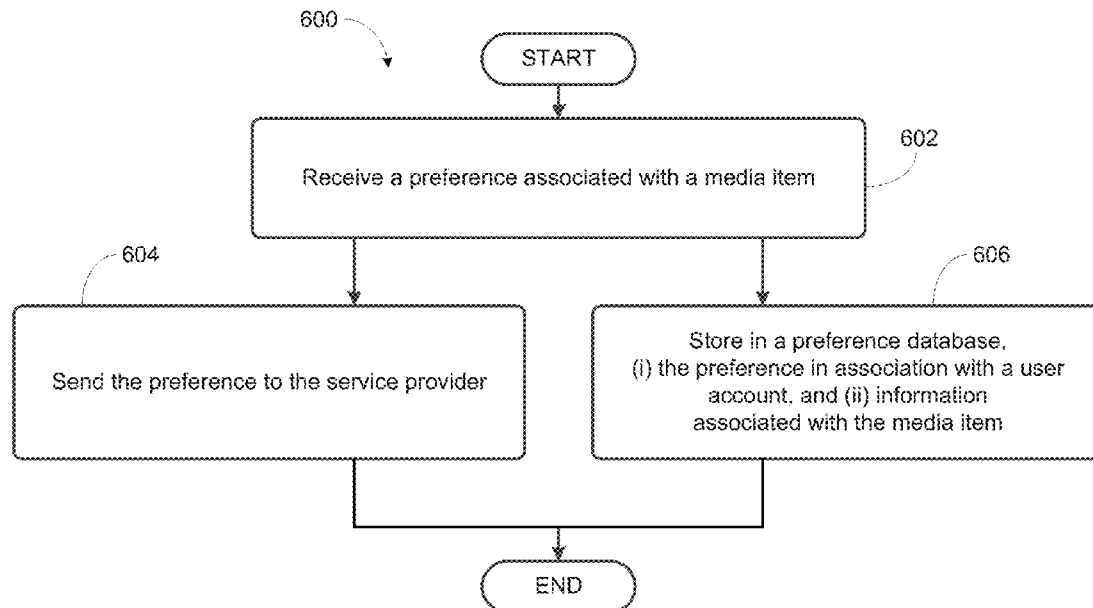 600
START
602
Receive a preference associated with a media item
604
606
Send the preference to the service provider
Store in a preference database,
(i) the preference in association with a user
account, and (ii) information
associated with the media item
END